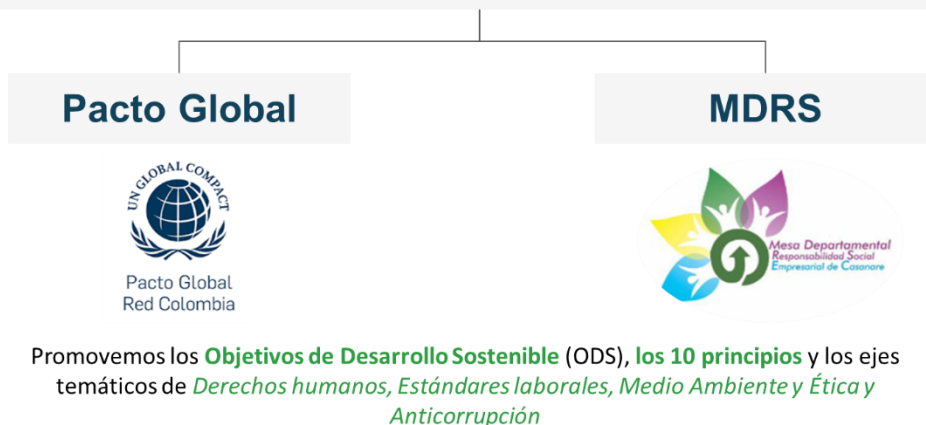 Pacto Global
MDRS
UN GLOBAL COMPACT
Pacto Global
Red Colombia
Mesa Departamental
Responsabilidad Social
Empresarial de Casanare
Promovemos los Objetivos de Desarrollo Sostenible (ODS), los 10 principios y los ejes
temáticos de Derechos humanos, Estándares laborales, Medio Ambiente y Ética y
Anticorrupción